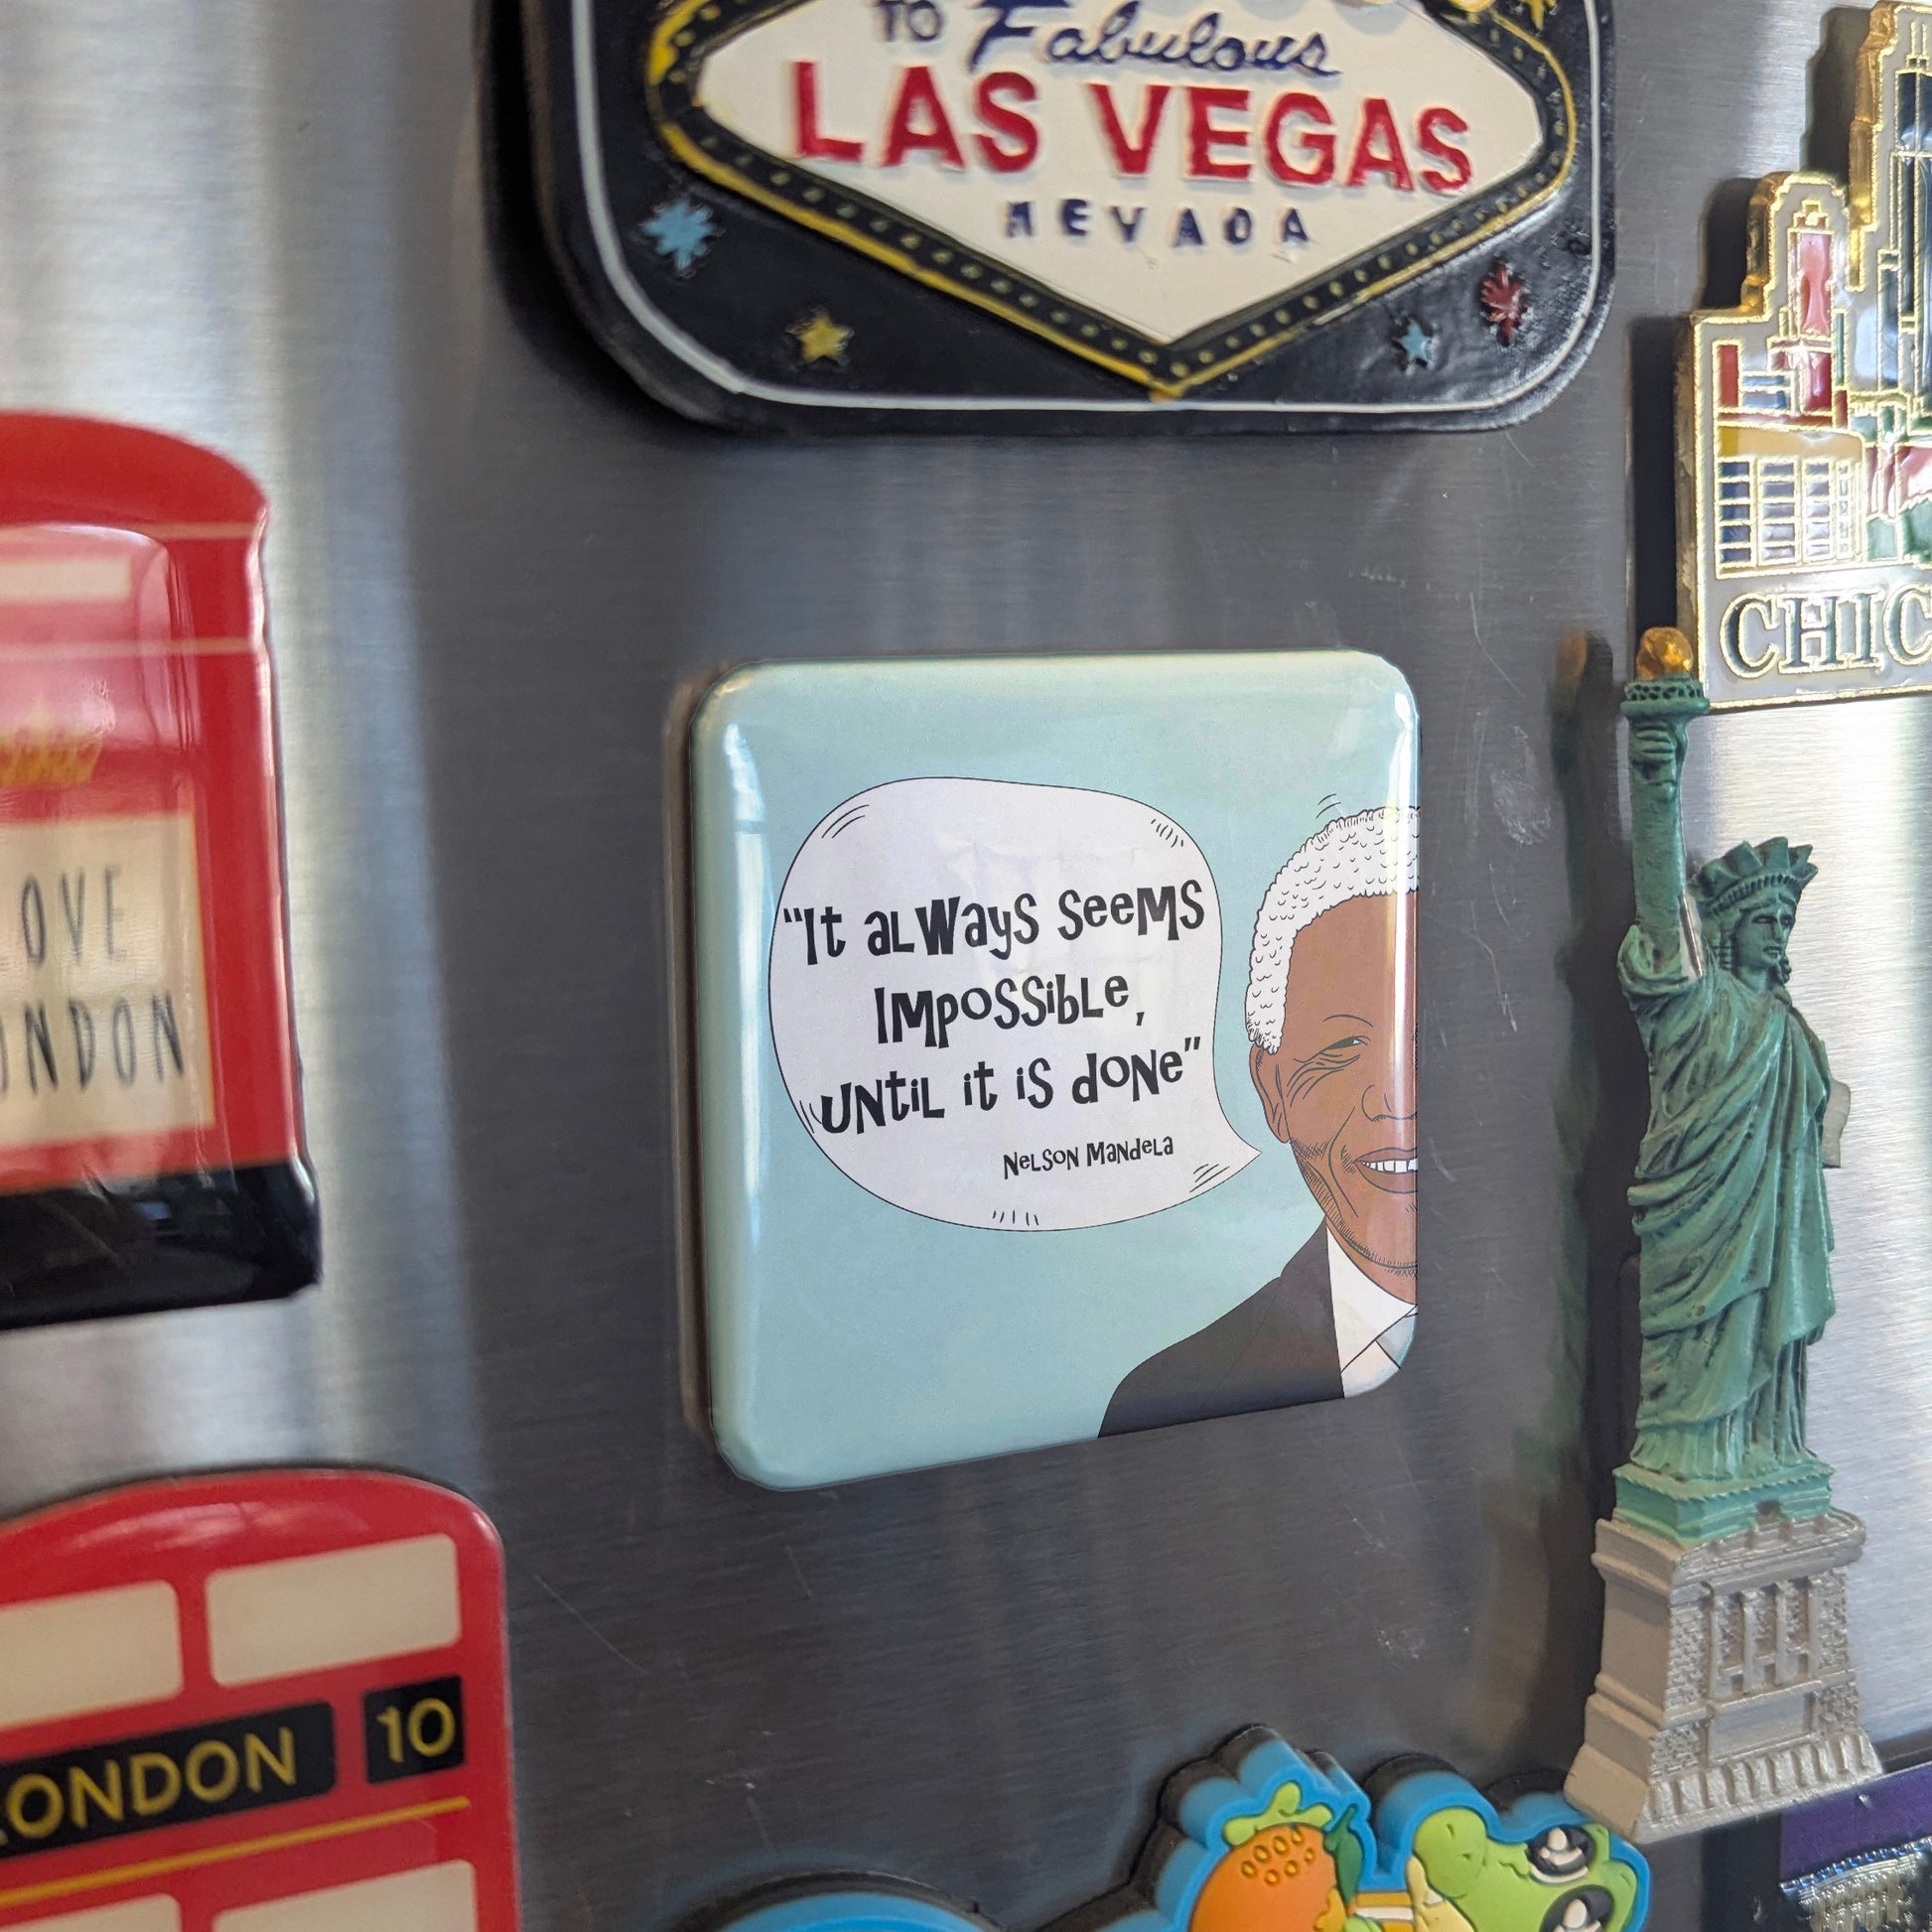 TO Fabulous
LAS VEGAS
NEVADA
CHIC
OVE
ONDON
“It always seems
impossible,
until it is done”
Nelson Mandela
LONDON 10